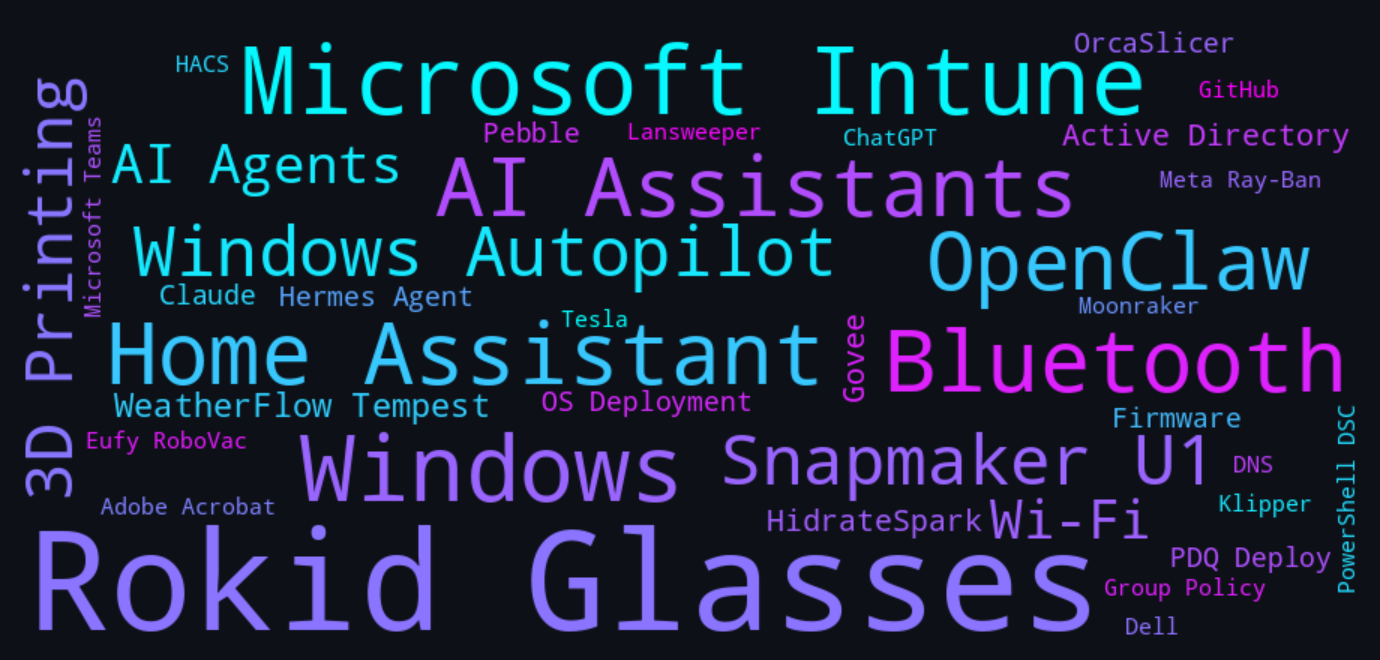 OrcaSlicer
HACS
Microsoft Intune
GitHub
3D Printing
Microsoft Teams
Pebble
Lansweeper
ChatGPT
Active Directory
AI Agents
AI Assistants
Meta Ray-Ban
Windows Autopilot
OpenClaw
Claude
Hermes Agent
Moonraker
Tesla
Home Assistant
Govee
Bluetooth
WeatherFlow Tempest
OS Deployment
Firmware
PowerShell DSC
Eufy RoboVac
Windows
Snapmaker U1
DNS
Adobe Acrobat
Klipper
HidrateSpark
Wi-Fi
PDQ Deploy
Rokid Glasses
Group Policy
Dell